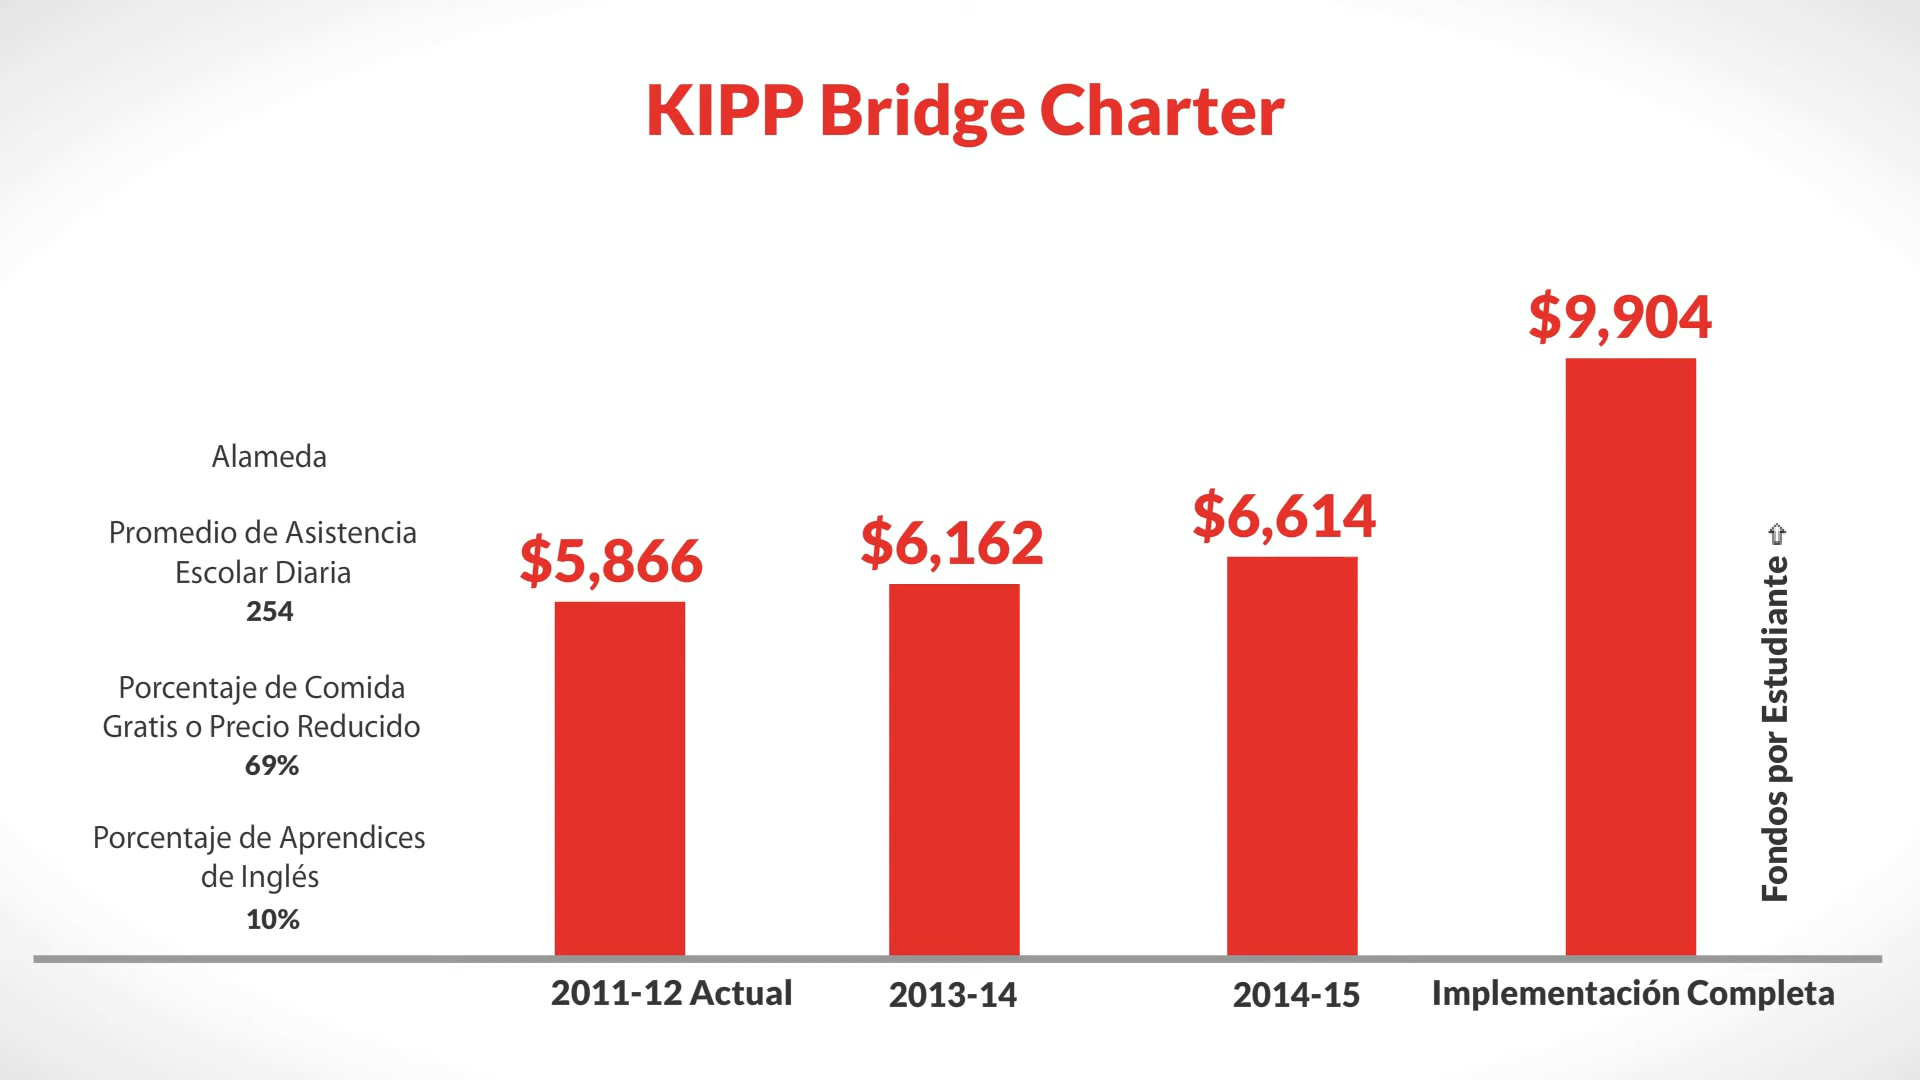 KIPP Bridge Charter
Alameda
Promedio de Asistencia
Escolar Diaria
254
Porcentaje de Comida
Gratis o Precio Reducido
69%
Porcentaje de Aprendices
de Inglés
10%
$5,866
$6,162
$6,614
$9,904
Fondos por Estudiante ⇧
2011-12 Actual
2013-14
2014-15
Implementación Completa